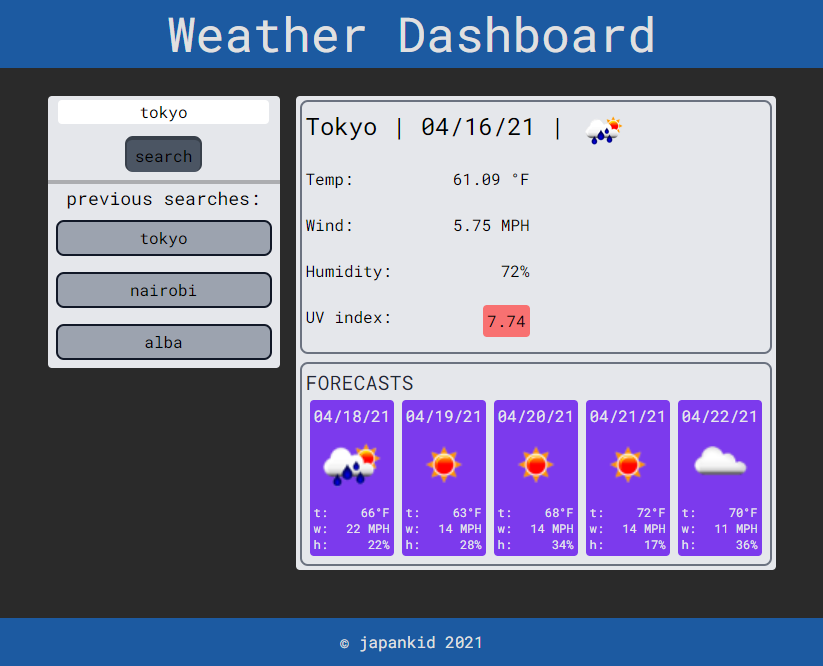 Weather Dashboard
tokyo
search
previous searches:
tokyo
nairobi
alba
Tokyo | 04/16/21 |
Temp: 61.09 °F
Wind: 5.75 MPH
Humidity: 72%
UV index: 7.74
FORECASTS
04/18/21
t: 66°F
w: 22 MPH
h: 22%
04/19/21
t: 63°F
w: 14 MPH
h: 28%
04/20/21
t: 68°F
w: 14 MPH
h: 34%
04/21/21
t: 72°F
w: 14 MPH
h: 17%
04/22/21
t: 70°F
w: 11 MPH
h: 36%
© japankid 2021